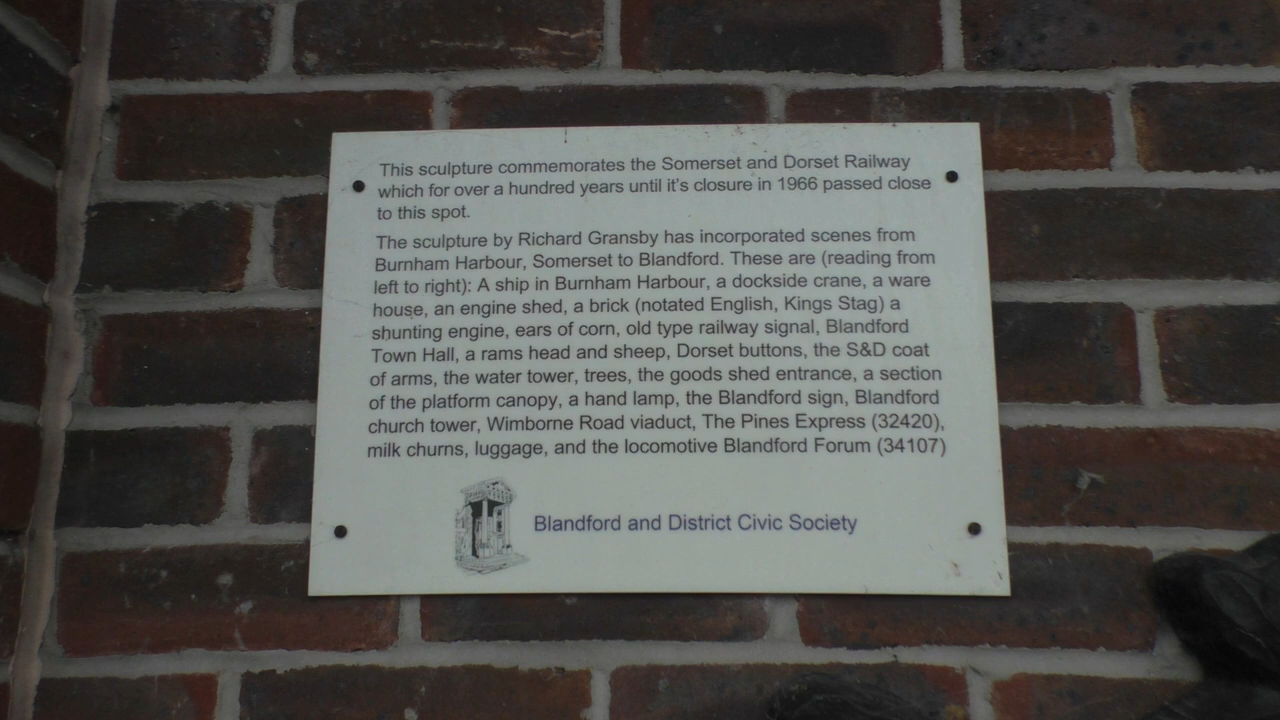 This sculpture commemorates the Somerset and Dorset Railway
which for over a hundred years until it's closure in 1966 passed close
to this spot.
The sculpture by Richard Gransby has incorporated scenes from
Burnham Harbour, Somerset to Blandford. These are (reading from
left to right): A ship in Burnham Harbour, a dockside crane, a ware
house, an engine shed, a brick (notated English, Kings Stag) a
shunting engine, ears of corn, old type railway signal, Blandford
Town Hall, a rams head and sheep, Dorset buttons, the S&D coat
of arms, the water tower, trees, the goods shed entrance, a section
of the platform canopy, a hand lamp, the Blandford sign, Blandford
church tower, Wimborne Road viaduct, The Pines Express (32420),
milk churns, luggage, and the locomotive Blandford Forum (34107)
Blandford and District Civic Society